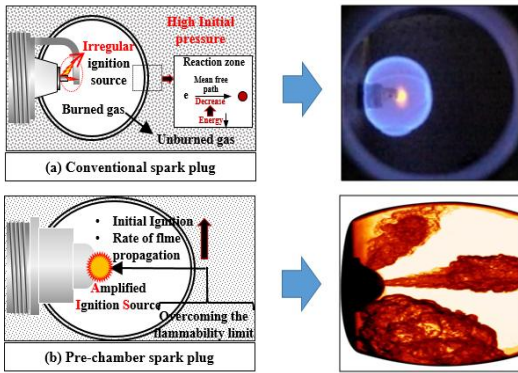 High Initial
pressure
Irregular
ignition
source
Reaction zone
Mean free
path
e
Decrease
Energy
Burned gas
Unburned gas
(a) Conventional spark plug
• Initial Ignition
• Rate of flme
propagation
Amplified
Ignition Source
Overcoming the
flammability limit
(b) Pre-chamber spark plug